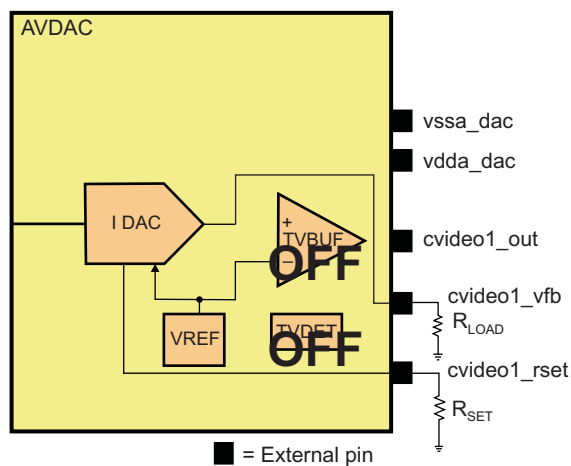 AVDAC
vssa_dac
vdda_dac
I DAC
+
TVBUF
–
OFF
cvideo1_out
cvideo1_vfb
RLOAD
VREF
TVDET
OFF
cvideo1_rset
RSET
= External pin